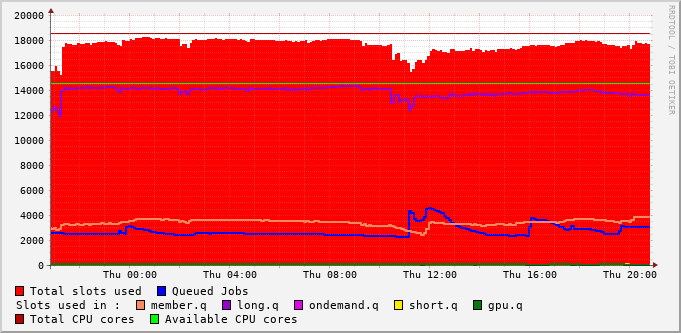 20000
18000
16000
14000
12000
10000
8000
6000
4000
2000
0
Thu 00:00 Thu 04:00 Thu 08:00 Thu 12:00 Thu 16:00 Thu 20:00
RRDTOOL / TOBI OETIKER
Total slots used Queued Jobs
Slots used in : member.q long.q ondemand.q short.q gpu.q
Total CPU cores Available CPU cores